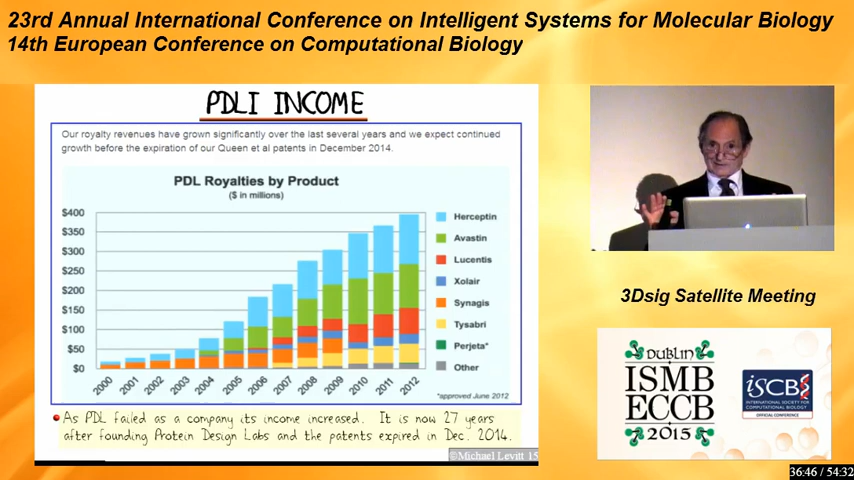 23rd Annual International Conference on Intelligent Systems for Molecular Biology
14th European Conference on Computational Biology
PDLI INCOME
Our royalty revenues have grown significantly over the last several years and we expect continued
growth before the expiration of our Queen et al patents in December 2014.
PDL Royalties by Product
($ in millions)
$400
$350
$300
$250
$200
$150
$100
$50
$0
2000 2001 2002 2003 2004 2005 2006 2007 2008 2009 2010 2011 2012
Herceptin
Avastin
Lucentis
Xolair
Synagis
Tysabri
Perjeta*
Other
*approved June 2012
As PDL failed as a company its income increased. It is now 27 years
after founding Protein Design Labs and the patents expired in Dec. 2014.
©Michael Levitt 15
3Dsig Satellite Meeting
DUBLIN
ISMB
ECCB
2015
iSCB
INTERNATIONAL SOCIETY FOR
COMPUTATIONAL BIOLOGY
OFFICIAL CONFERENCE
36:46 / 54:32